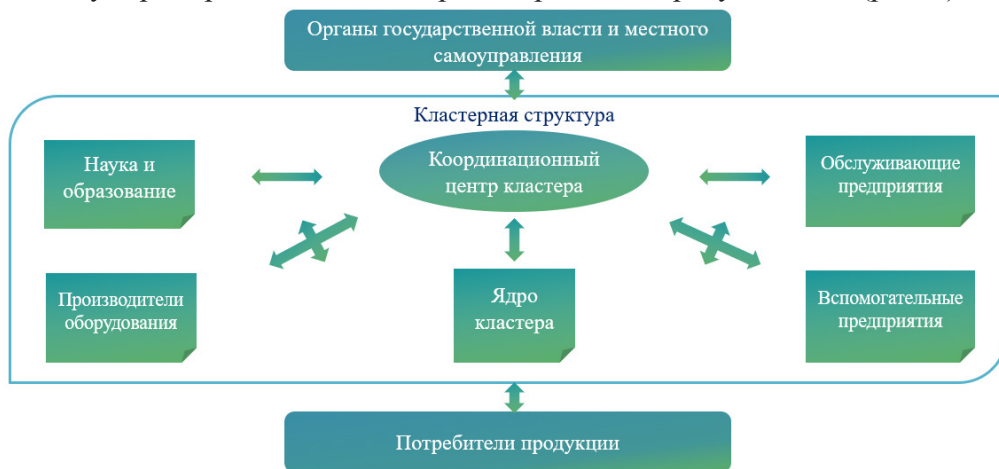 Органы государственной власти и местного
самоуправления
Кластерная структура
Наука и
образование
Координационный
центр кластера
Обслуживающие
предприятия
Производители
оборудования
Ядро
кластера
Вспомогательные
предприятия
Потребители продукции